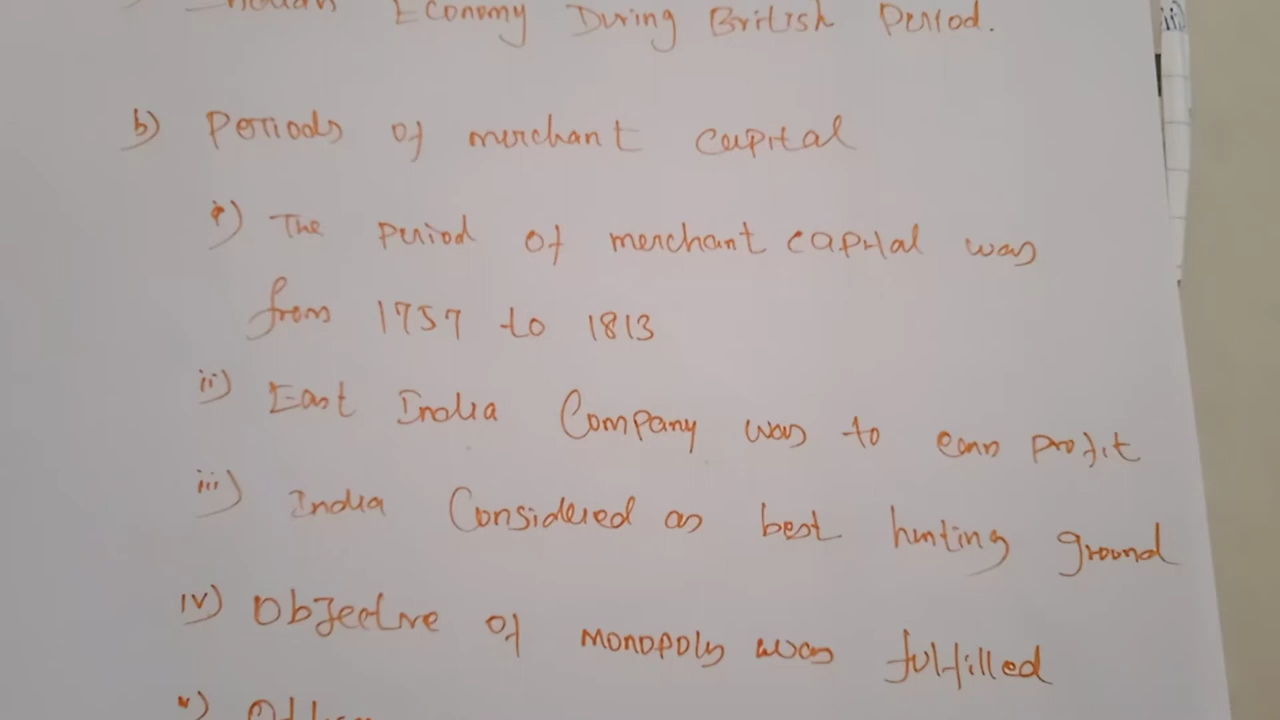 Economy During British Period.
b) Periods of merchant capital
i) The period of merchant capital was
from 1757 to 1813
ii) East India Company was to earn profit
iii) India Considered as best hunting ground
iv) Objective of monopoly was fulfilled
v)